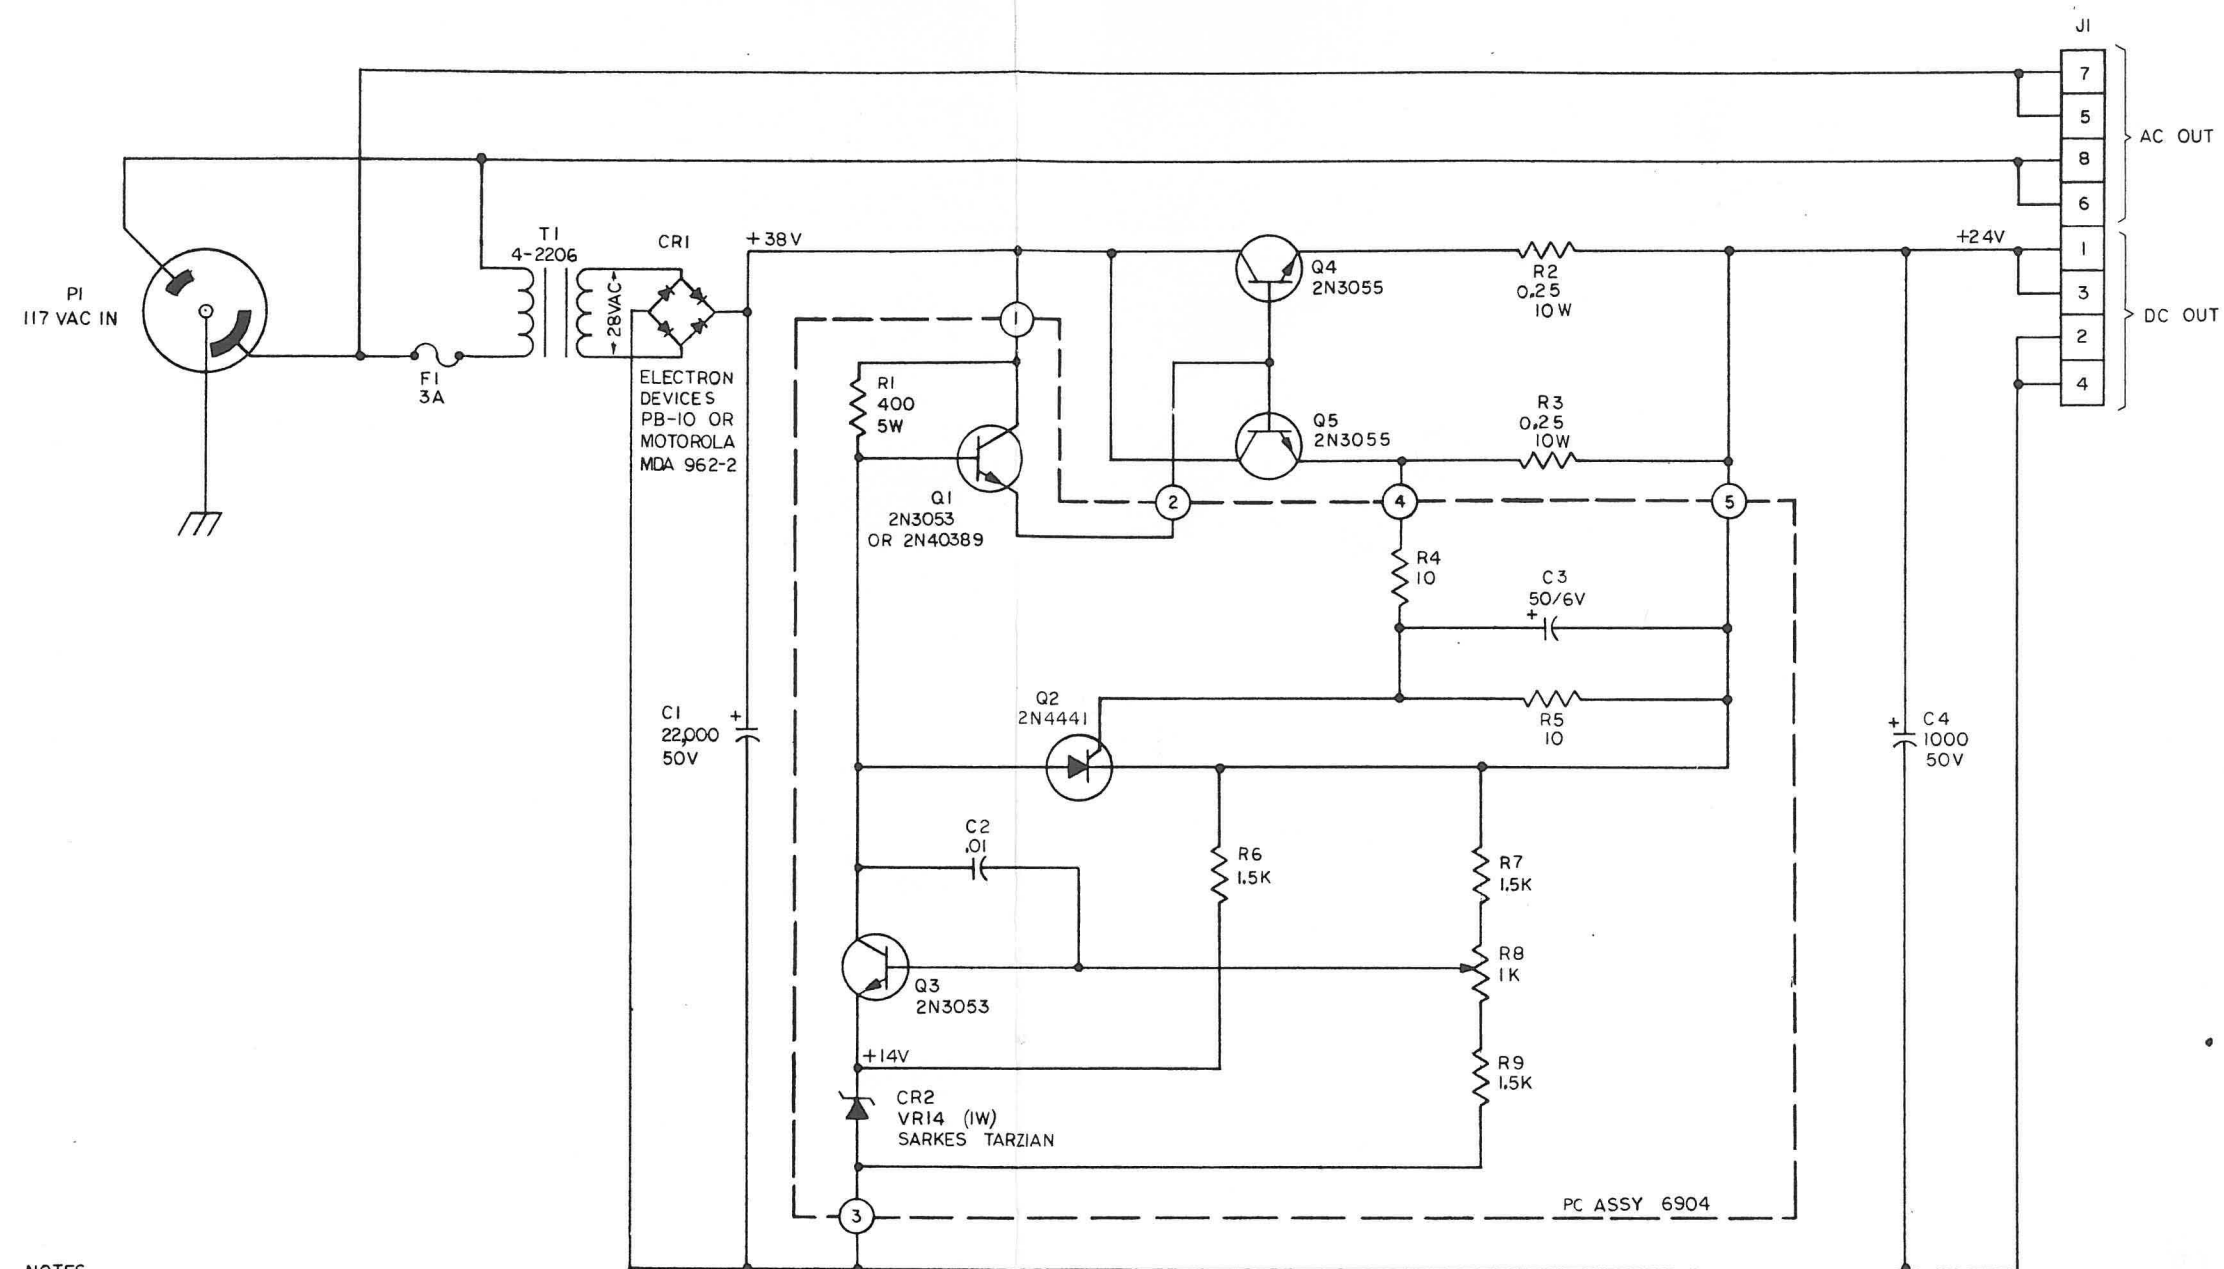 J1
7
5
8
6
1
3
2
4
AC OUT
DC OUT
P1
117 VAC IN
F1
3A
T1
4-2206
28VAC
CR1
ELECTRON
DEVICES
PB-10 OR
MOTOROLA
MDA 962-2
+38V
C1
22,000
50V
+
1
R1
400
5W
Q1
2N3053
OR 2N40389
2
Q4
2N3055
R2
0.25
10W
+24V
Q5
2N3055
R3
0.25
10W
4
5
R4
10
C3
50/6V
+
Q2
2N4441
R5
10
+
C4
1000
50V
C2
.01
R6
1.5K
R7
1.5K
Q3
2N3053
R8
1K
+14V
R9
1.5K
CR2
VR14 (1W)
SARKES TARZIAN
3
PC ASSY 6904